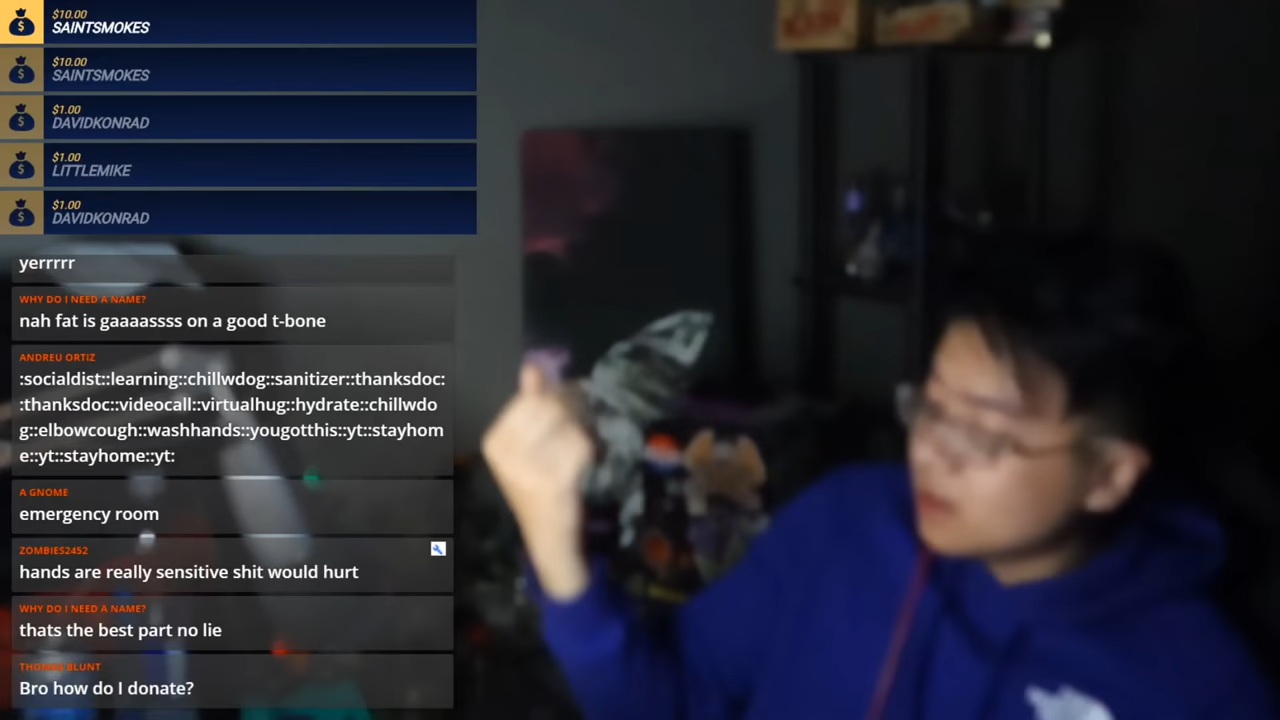 $10.00
SAINTSMOKES
$10.00
SAINTSMOKES
$1.00
DAVIDKONRAD
$1.00
LITTLEMIKE
$1.00
DAVIDKONRAD
yerrrrr
WHY DO I NEED A NAME?
nah fat is gaaaassss on a good t-bone
ANDREU ORTIZ
:socialdist::learning::chillwdog::sanitizer::thanksdoc:
:thanksdoc::videocall::virtualhug::hydrate::chillwdo
g::elbowcough::washhands::yougotthis::yt::stayhom
e::yt::stayhome::yt:
A GNOME
emergency room
ZOMBIES2452
hands are really sensitive shit would hurt
WHY DO I NEED A NAME?
thats the best part no lie
THOMAS BLUNT
Bro how do I donate?